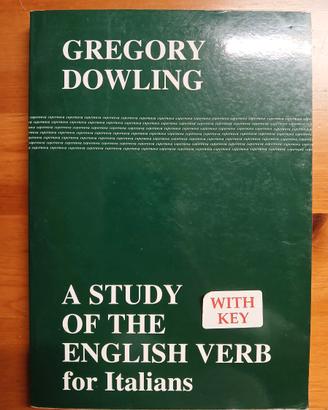 GREGORY
DOWLING
A STUDY
OF THE
ENGLISH VERB
for Italians
WITH
KEY